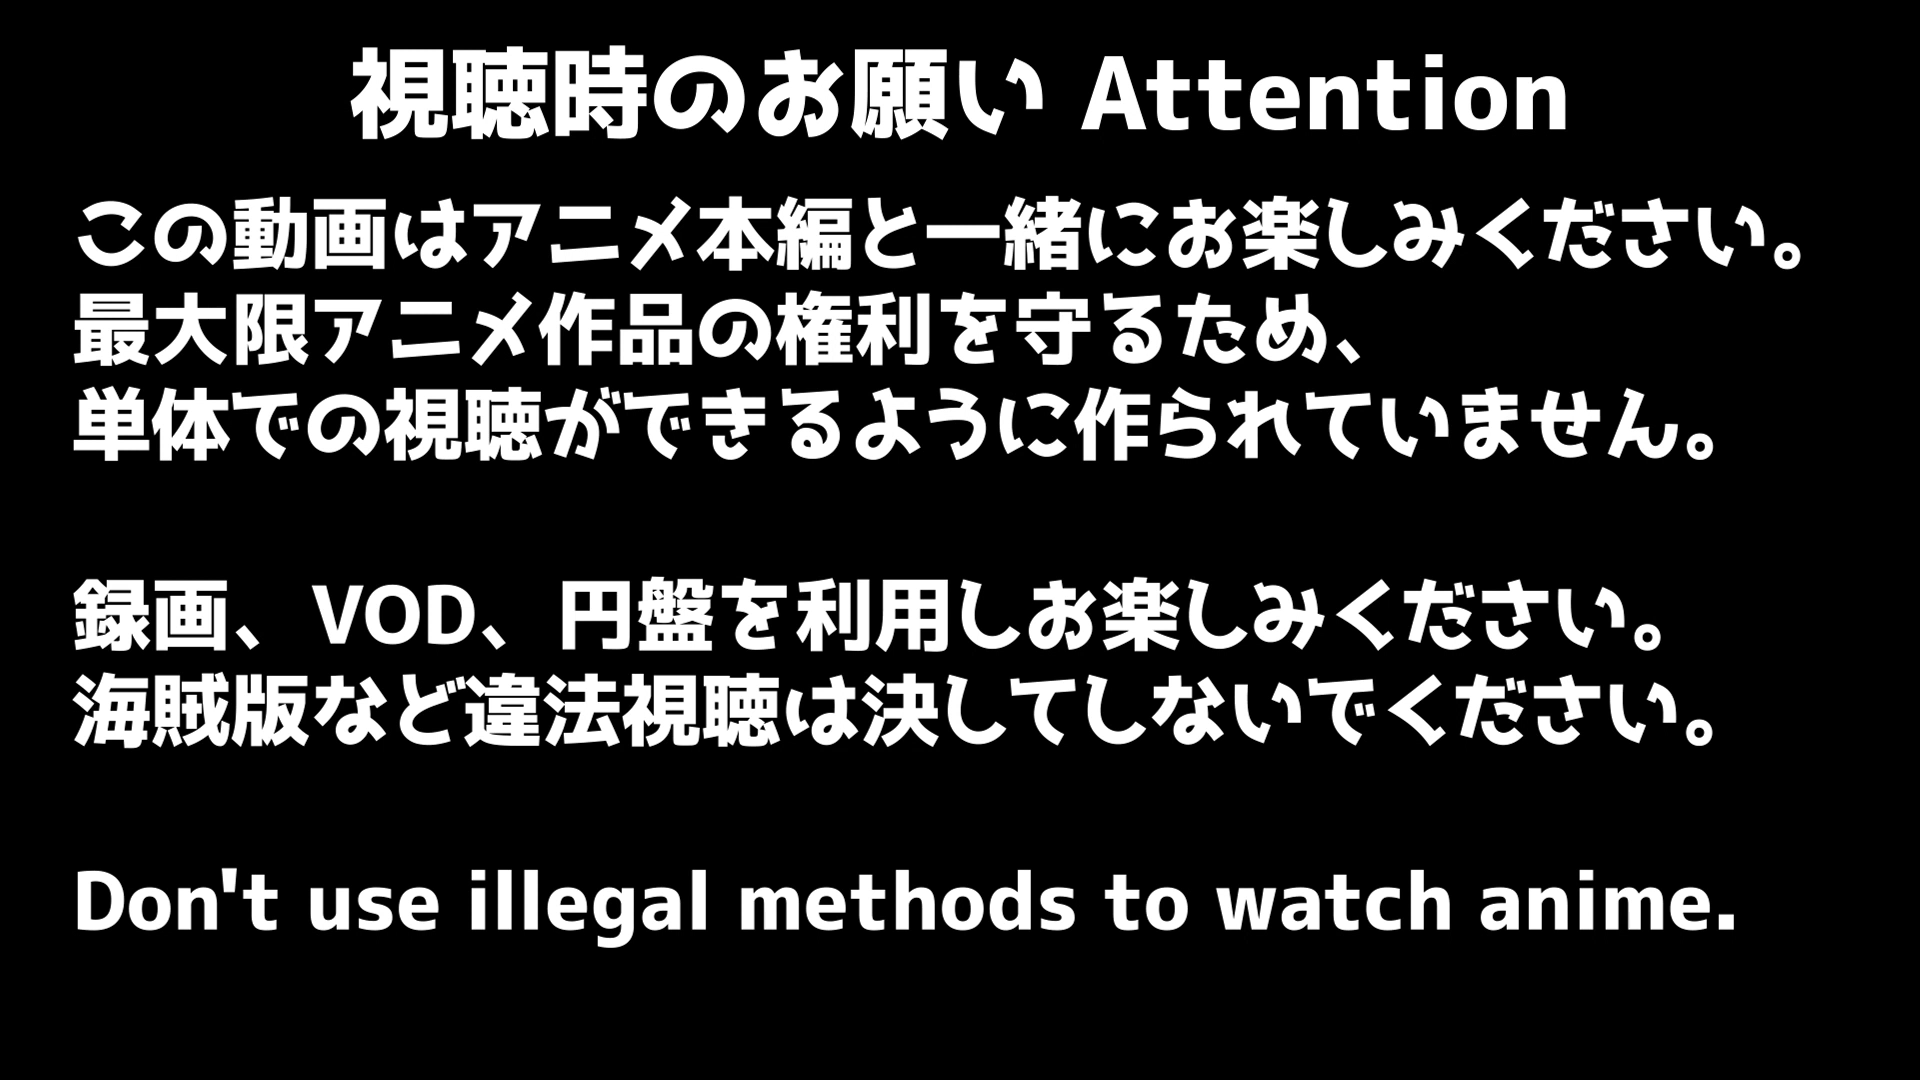 視聴時のお願い Attention
この動画はアニメ本編と一緒にお楽しみください。
最大限アニメ作品の権利を守るため、
単体での視聴ができるように作られていません。
録画、VOD、円盤を利用しお楽しみください。
海賊版など違法視聴は決してしないでください。
Don't use illegal methods to watch anime.